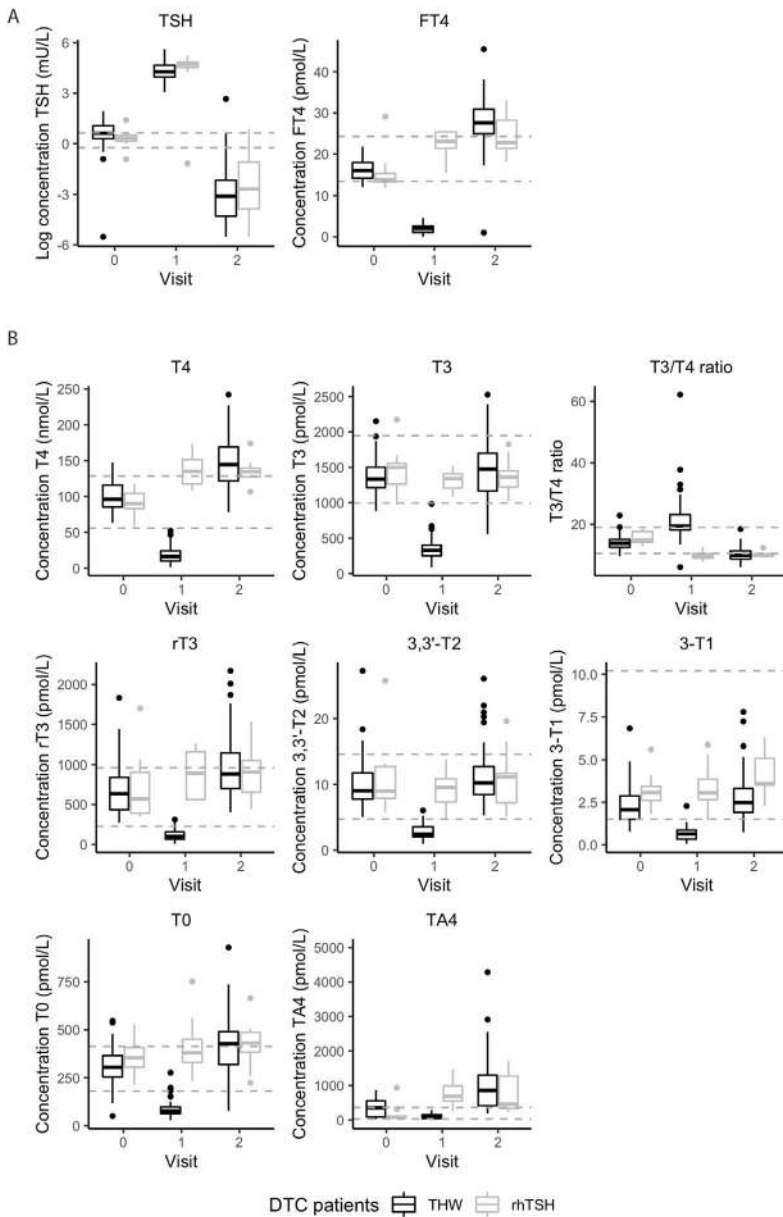 A
TSH
FT4
Log concentration TSH (mU/L)
6
3
0
-3
-6
0 1 2
Visit
Concentration FT4 (pmol/L)
40
30
20
10
0
0 1 2
Visit
B
T4
T3
T3/T4 ratio
Concentration T4 (nmol/L)
250
200
150
100
50
0
0 1 2
Visit
Concentration T3 (pmol/L)
2500
2000
1500
1000
500
0
0 1 2
Visit
T3/T4 ratio
60
40
20
0
0 1 2
Visit
rT3
3,3'-T2
3-T1
Concentration rT3 (pmol/L)
2000
1500
1000
500
0
0 1 2
Visit
Concentration 3,3'-T2 (pmol/L)
20
10
0
0 1 2
Visit
Concentration 3-T1 (pmol/L)
10.0
7.5
5.0
2.5
0.0
0 1 2
Visit
T0
TA4
Concentration T0 (pmol/L)
750
500
250
0
0 1 2
Visit
Concentration TA4 (pmol/L)
5000
4000
3000
2000
1000
0
0 1 2
Visit
DTC patients THW rhTSH